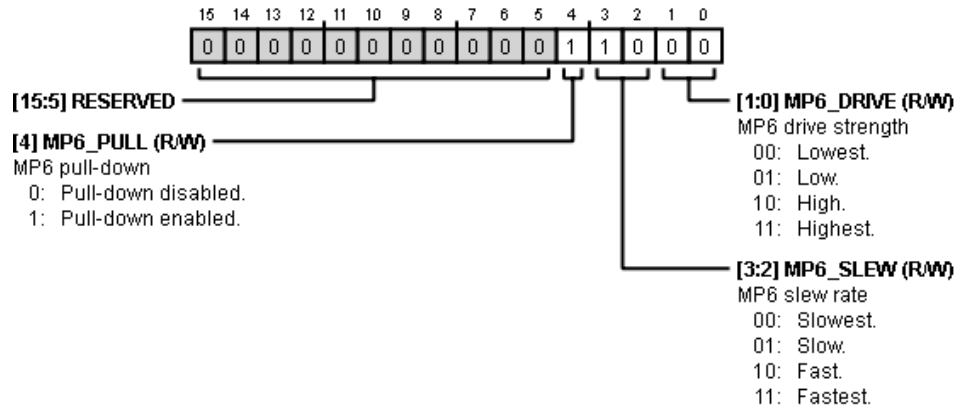 15 14 13 12 11 10 9 8 7 6 5 4 3 2 1 0
0 0 0 0 0 0 0 0 0 0 0 1 1 0 0 0
[15:5] RESERVED
[4] MP6_PULL (R/W)
MP6 pull-down
0: Pull-down disabled.
1: Pull-down enabled.
[1:0] MP6_DRIVE (R/W)
MP6 drive strength
00: Lowest.
01: Low.
10: High.
11: Highest.
[3:2] MP6_SLEW (R/W)
MP6 slew rate
00: Slowest.
01: Slow.
10: Fast.
11: Fastest.